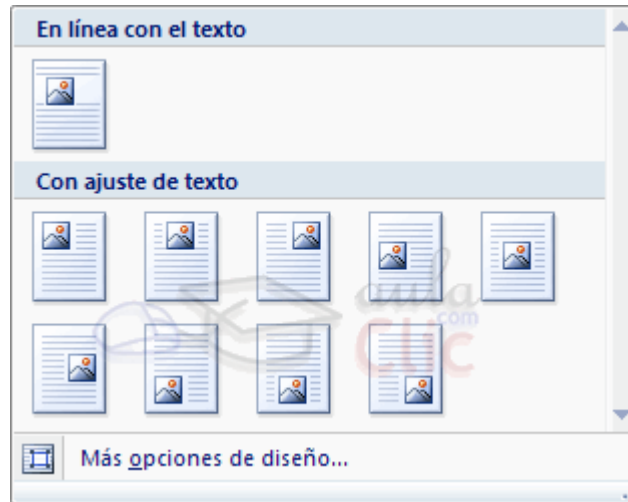 En línea con el texto
Con ajuste de texto
aula
.com
Clic
Más opciones de diseño...